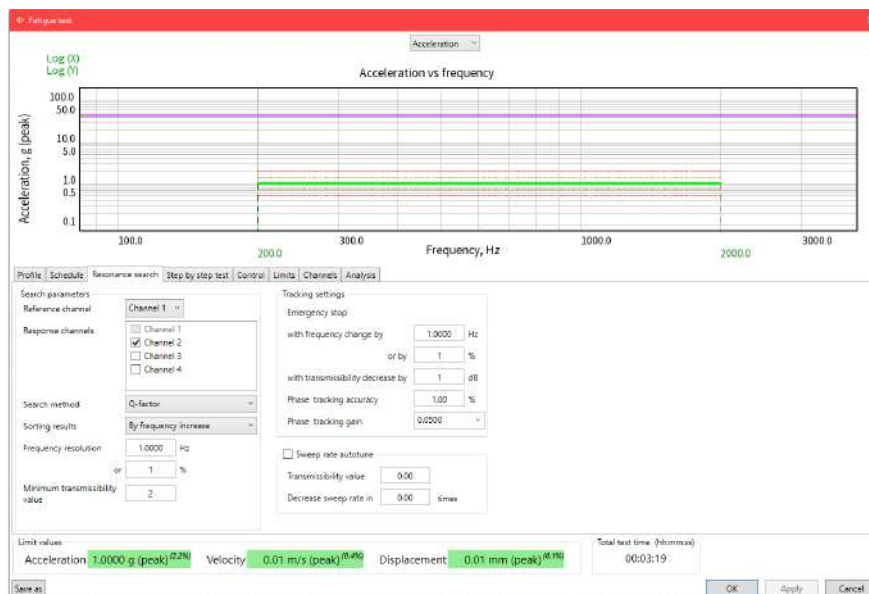 Fatigue test
Acceleration
Log (X)
Log (Y)
Acceleration vs frequency
Acceleration, g (peak)
100.0
50.0
10.0
5.0
1.0
0.5
0.1
100.0 300.0 1000.0 3000.0
200.0 Frequency, Hz 2000.0
Profile Schedule Resonance search Step by step test Control Limits Channels Analysis
Search parameters
Reference channel Channel 1
Response channels
Channel 1
Channel 2
Channel 3
Channel 4
Search method Q-factor
Sorting results By frequency increase
Frequency resolution 1.0000 Hz
or 1 %
Minimum transmissibility
value 2
Tracking settings
Emergency stop
with frequency change by 1.0000 Hz
or by 1 %
with transmissibility decrease by 1 dB
Phase tracking accuracy 1.00 %
Phase tracking gain 0.0500
Sweep rate autotune
Transmissibility value 0.00
Decrease sweep rate in 0.00 times
Limit values
Acceleration 1.0000 g (peak) (2.2%) Velocity 0.01 m/s (peak) (0.4%) Displacement 0.01 mm (peak) (0.1%)
Total test time (hh:mm:ss)
00:03:19
Save as OK Apply Cancel